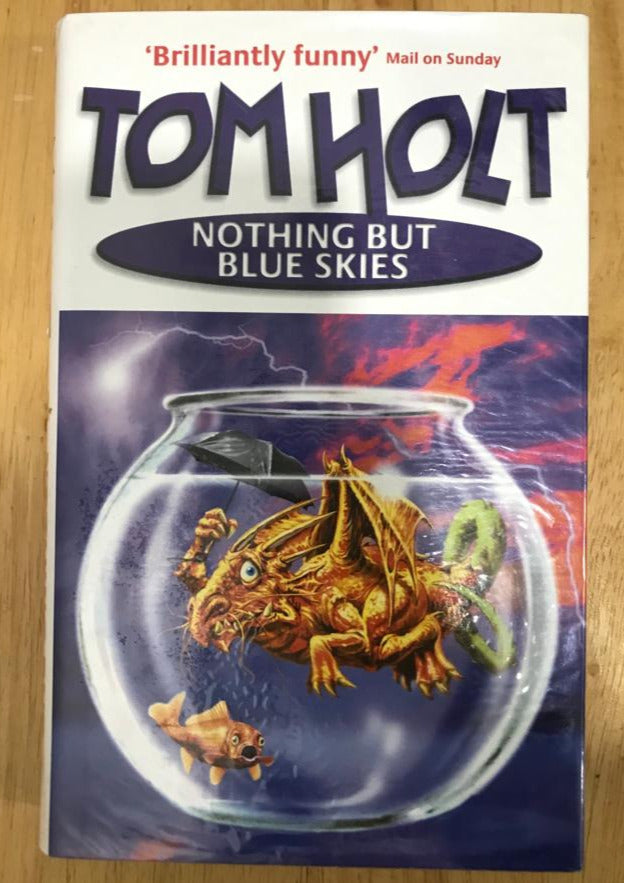 'Brilliantly funny' Mail on Sunday
TOM HOLT
NOTHING BUT
BLUE SKIES